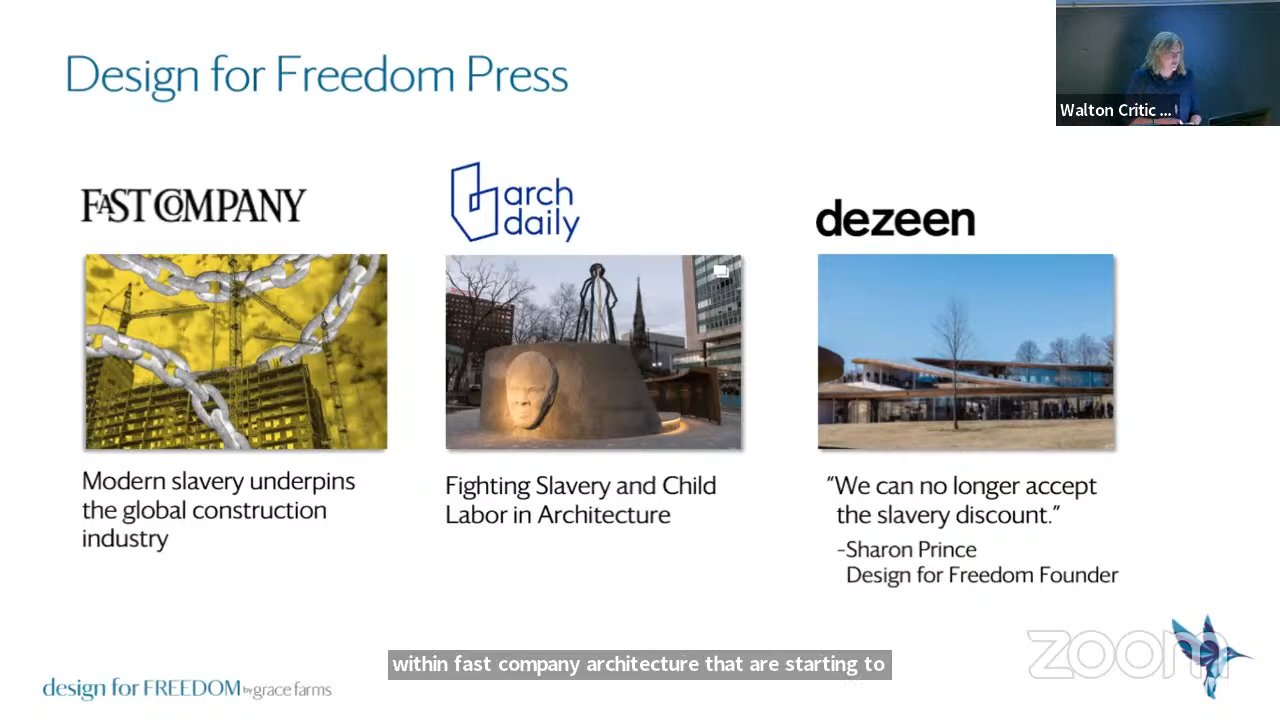 Design for Freedom Press
Walton Critic ...
FAST COMPANY
arch
daily
dezeen
Modern slavery underpins
the global construction
industry
Fighting Slavery and Child
Labor in Architecture
"We can no longer accept
the slavery discount."
-Sharon Prince
Design for Freedom Founder
within fast company architecture that are starting to
zoom
design for FREEDOM by grace farms